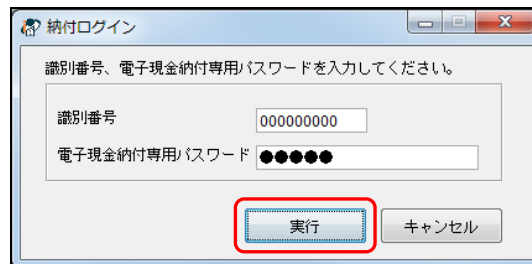 納付ログイン
識別番号、電子現金納付専用パスワードを入力してください。
識別番号 000000000
電子現金納付専用パスワード ●●●●●
実行 キャンセル